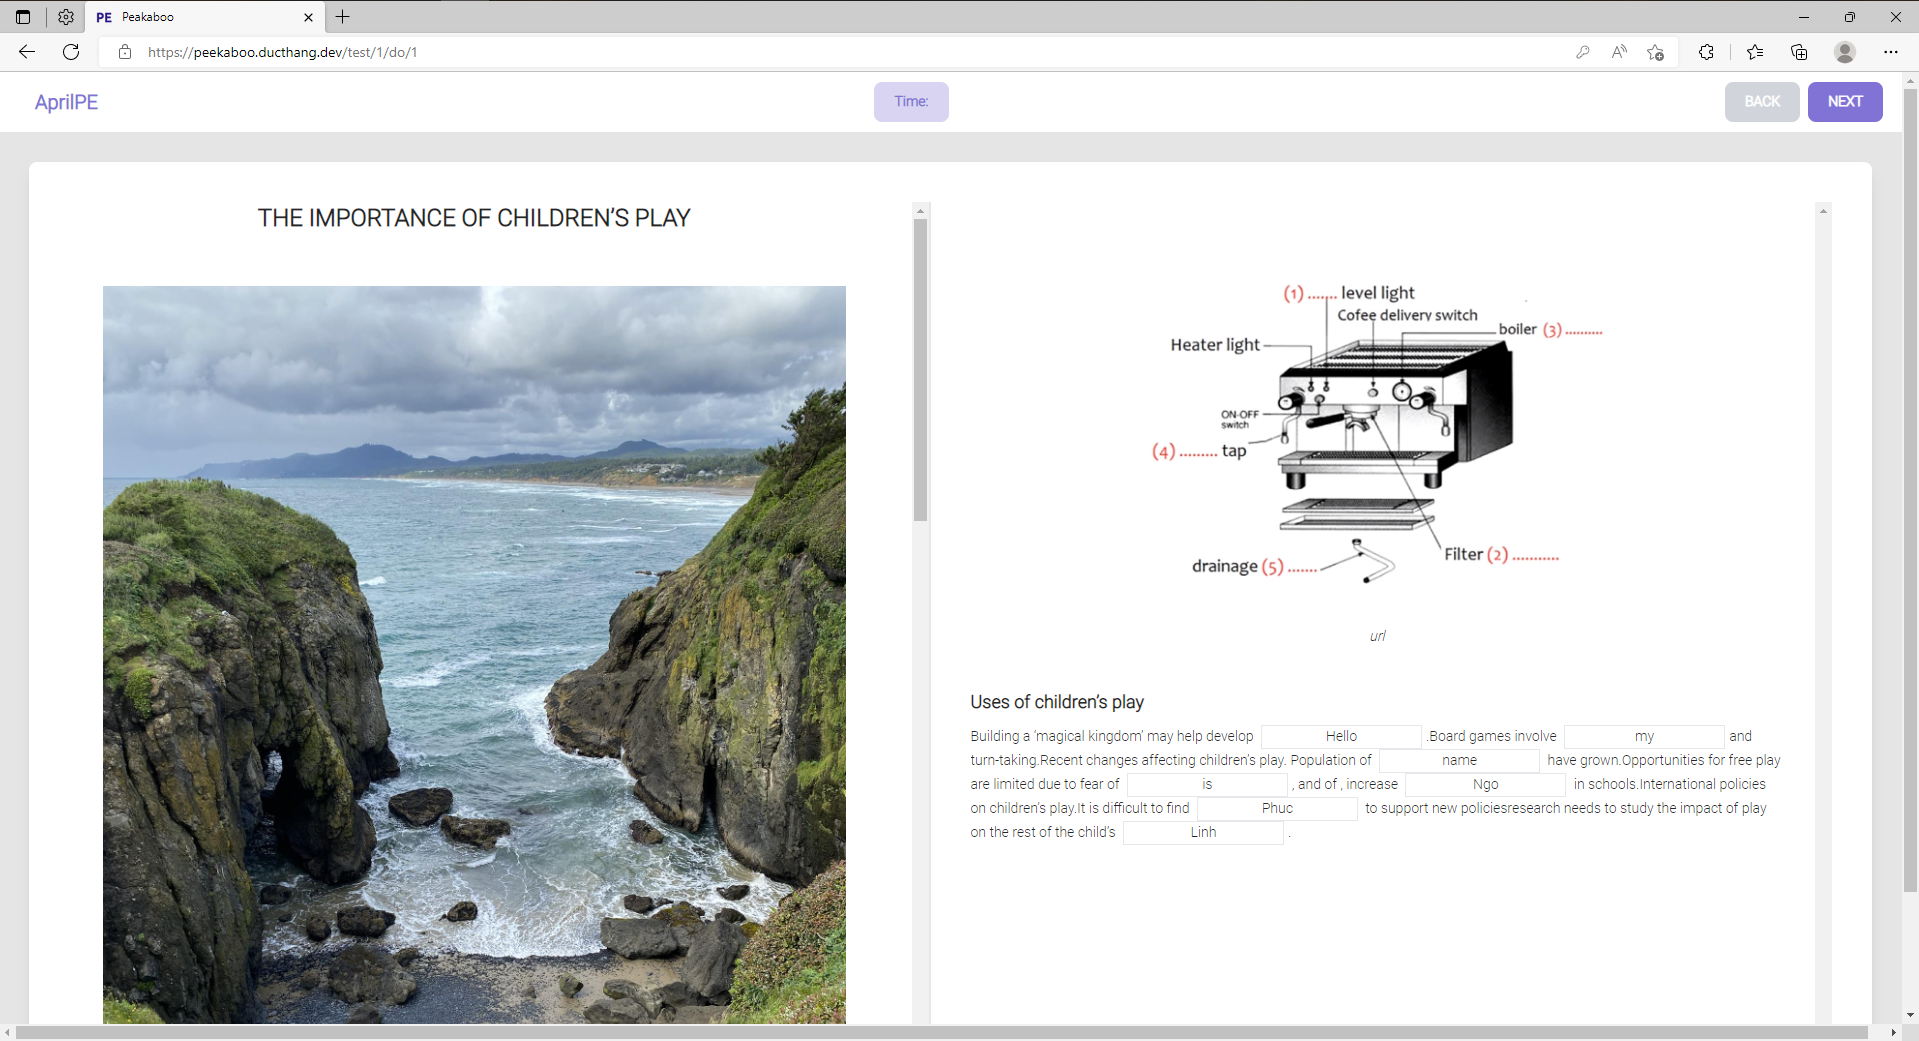 PE Peakaboo
https://peekaboo.ducthang.dev/test/1/do/1
AprilPE
Time:
BACK
NEXT
THE IMPORTANCE OF CHILDREN’S PLAY
(1) ....... level light
Cofee delivery switch
boiler (3) ..........
Heater light
ON-OFF
switch
(4) ......... tap
Filter (2) ...........
drainage (5) .......
url
Uses of children’s play
Building a ‘magical kingdom’ may help develop Hello .Board games involve my and
turn-taking.Recent changes affecting children’s play. Population of name have grown.Opportunities for free play
are limited due to fear of is , and of , increase Ngo in schools.International policies
on children’s play.It is difficult to find Phuc to support new policiesresearch needs to study the impact of play
on the rest of the child’s Linh .